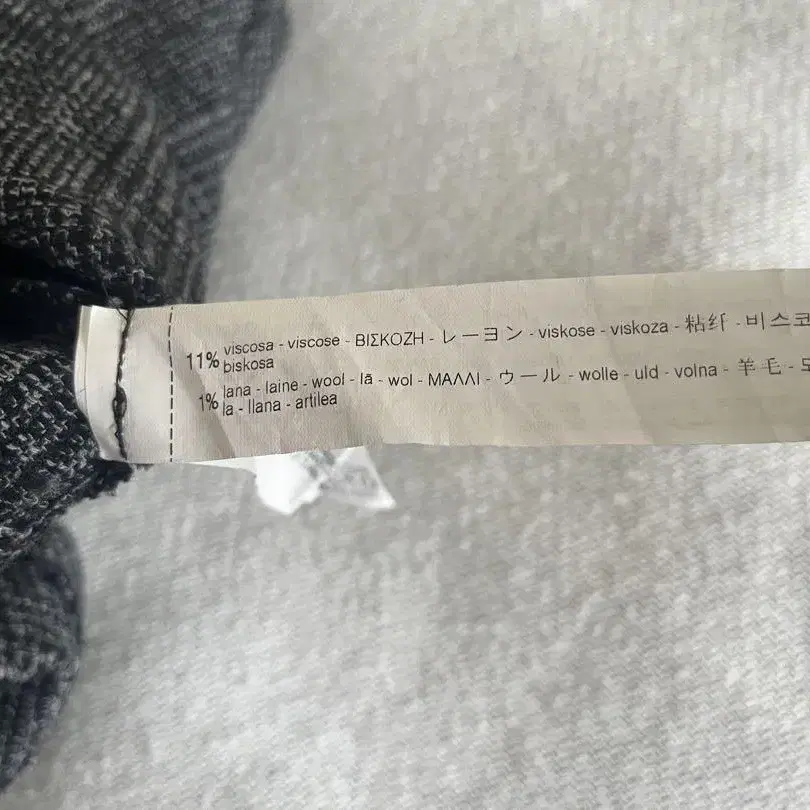 11% viscosa - viscose - ΒΙΣΚΟΖΗ - レーヨン - viskose - viskoza - 粘纤 - 비스코
biskosa
1% lana - laine - wool - lã - wol - ΜΑΛΛΙ - ウール - wolle - uld - volna - 羊毛 -
la - llana - artilea